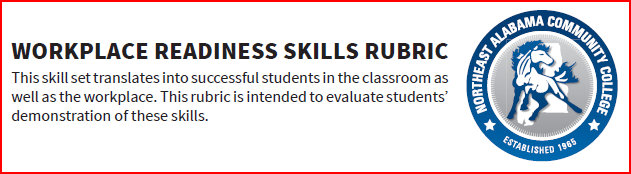 WORKPLACE READINESS SKILLS RUBRIC
This skill set translates into successful students in the classroom as
well as the workplace. This rubric is intended to evaluate students’
demonstration of these skills.
NORTHEAST ALABAMA COMMUNITY COLLEGE
ESTABLISHED 1965